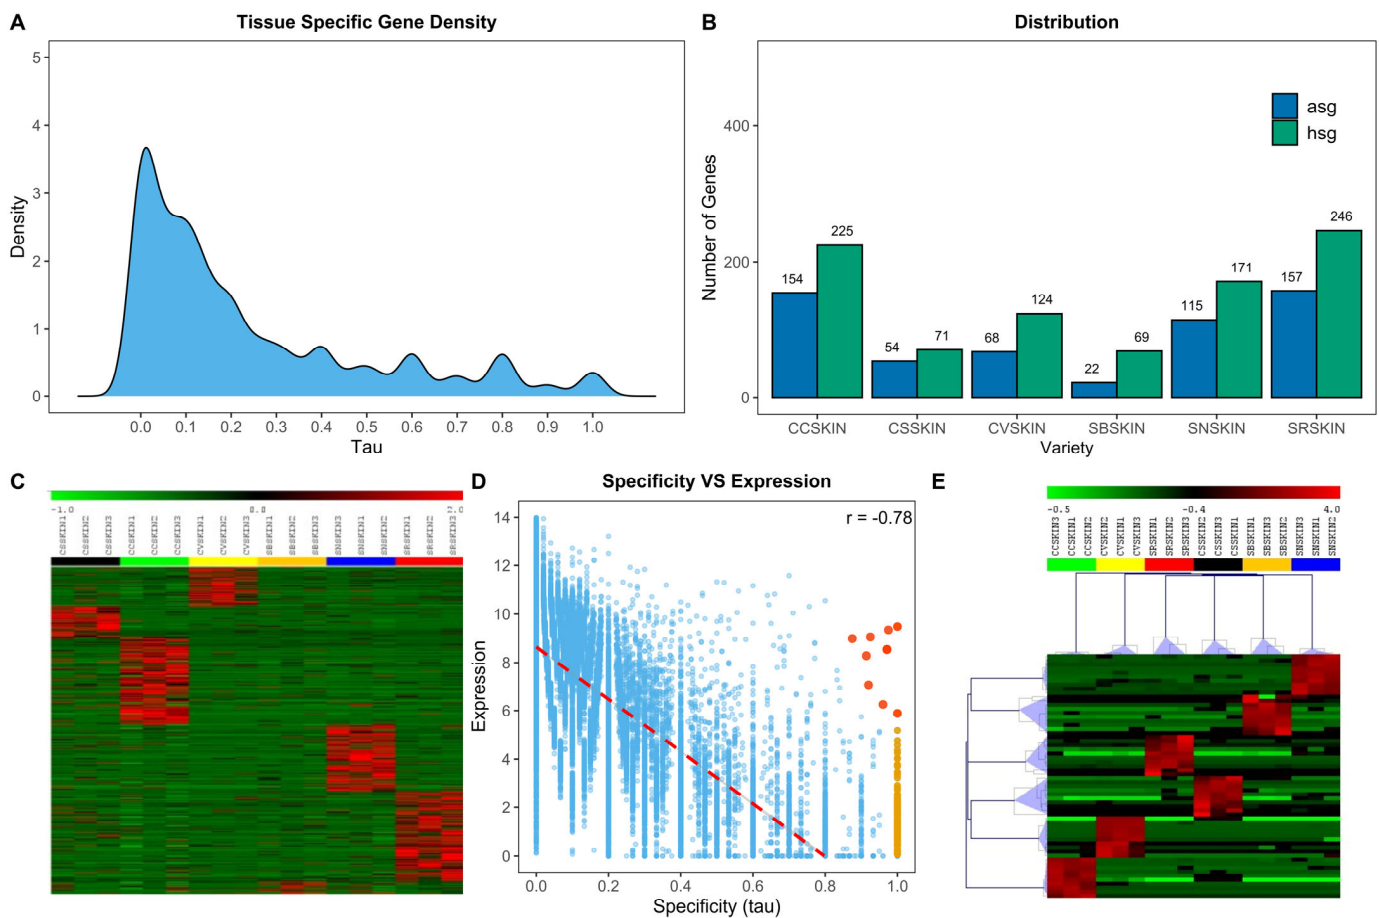 A
Tissue Specific Gene Density
5
4
3
2
1
0
Density
0.0 0.1 0.2 0.3 0.4 0.5 0.6 0.7 0.8 0.9 1.0
Tau
B
Distribution
400
200
0
Number of Genes
asg
hsg
154 225 54 71 68 124 22 69 115 171 157 246
CCSKIN CSSKIN CVSKIN SBSKIN SNSKIN SRSKIN
Variety
C
-1.0 0.0 2.0
CSSKIN1 CSSKIN2 CSSKIN3 CCSKIN1 CCSKIN2 CCSKIN3 CVSKIN1 CVSKIN2 CVSKIN3 SBSKIN1 SBSKIN2 SBSKIN3 SNSKIN1 SNSKIN3 SNSKIN2 SRSKIN1 SRSKIN2 SRSKIN3
D
Specificity VS Expression
r = -0.78
14
12
10
8
6
4
2
0
Expression
0.0 0.2 0.4 0.6 0.8 1.0
Specificity (tau)
E
-0.5 -0.4 4.0